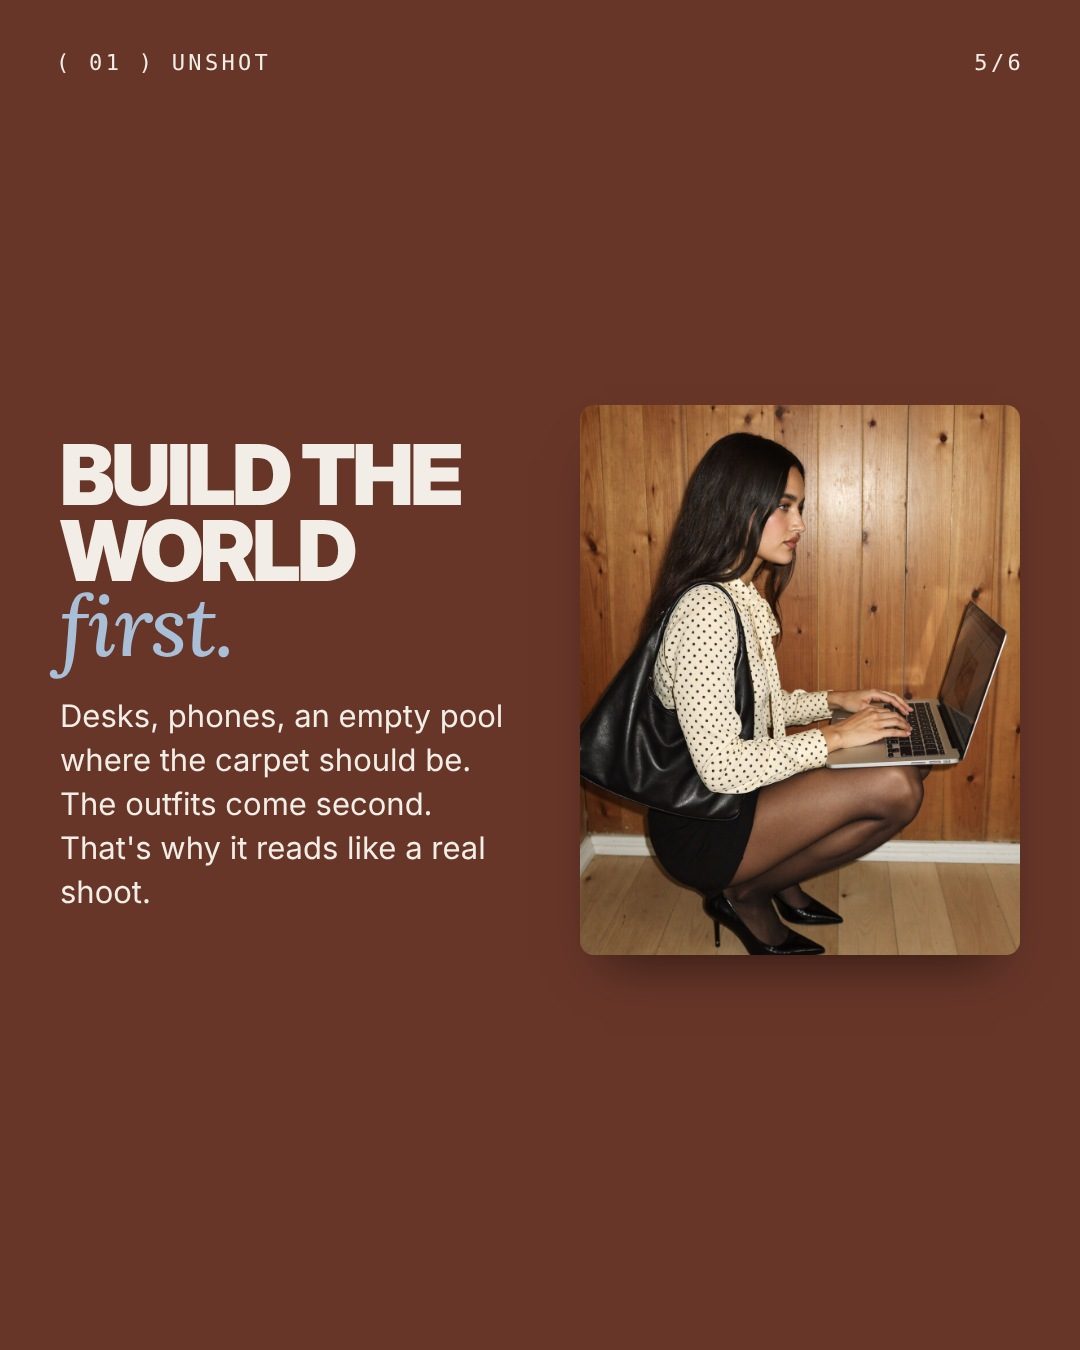 ( 01 ) UNSHOT
5/6
BUILD THE
WORLD
first.
Desks, phones, an empty pool
where the carpet should be.
The outfits come second.
That's why it reads like a real
shoot.